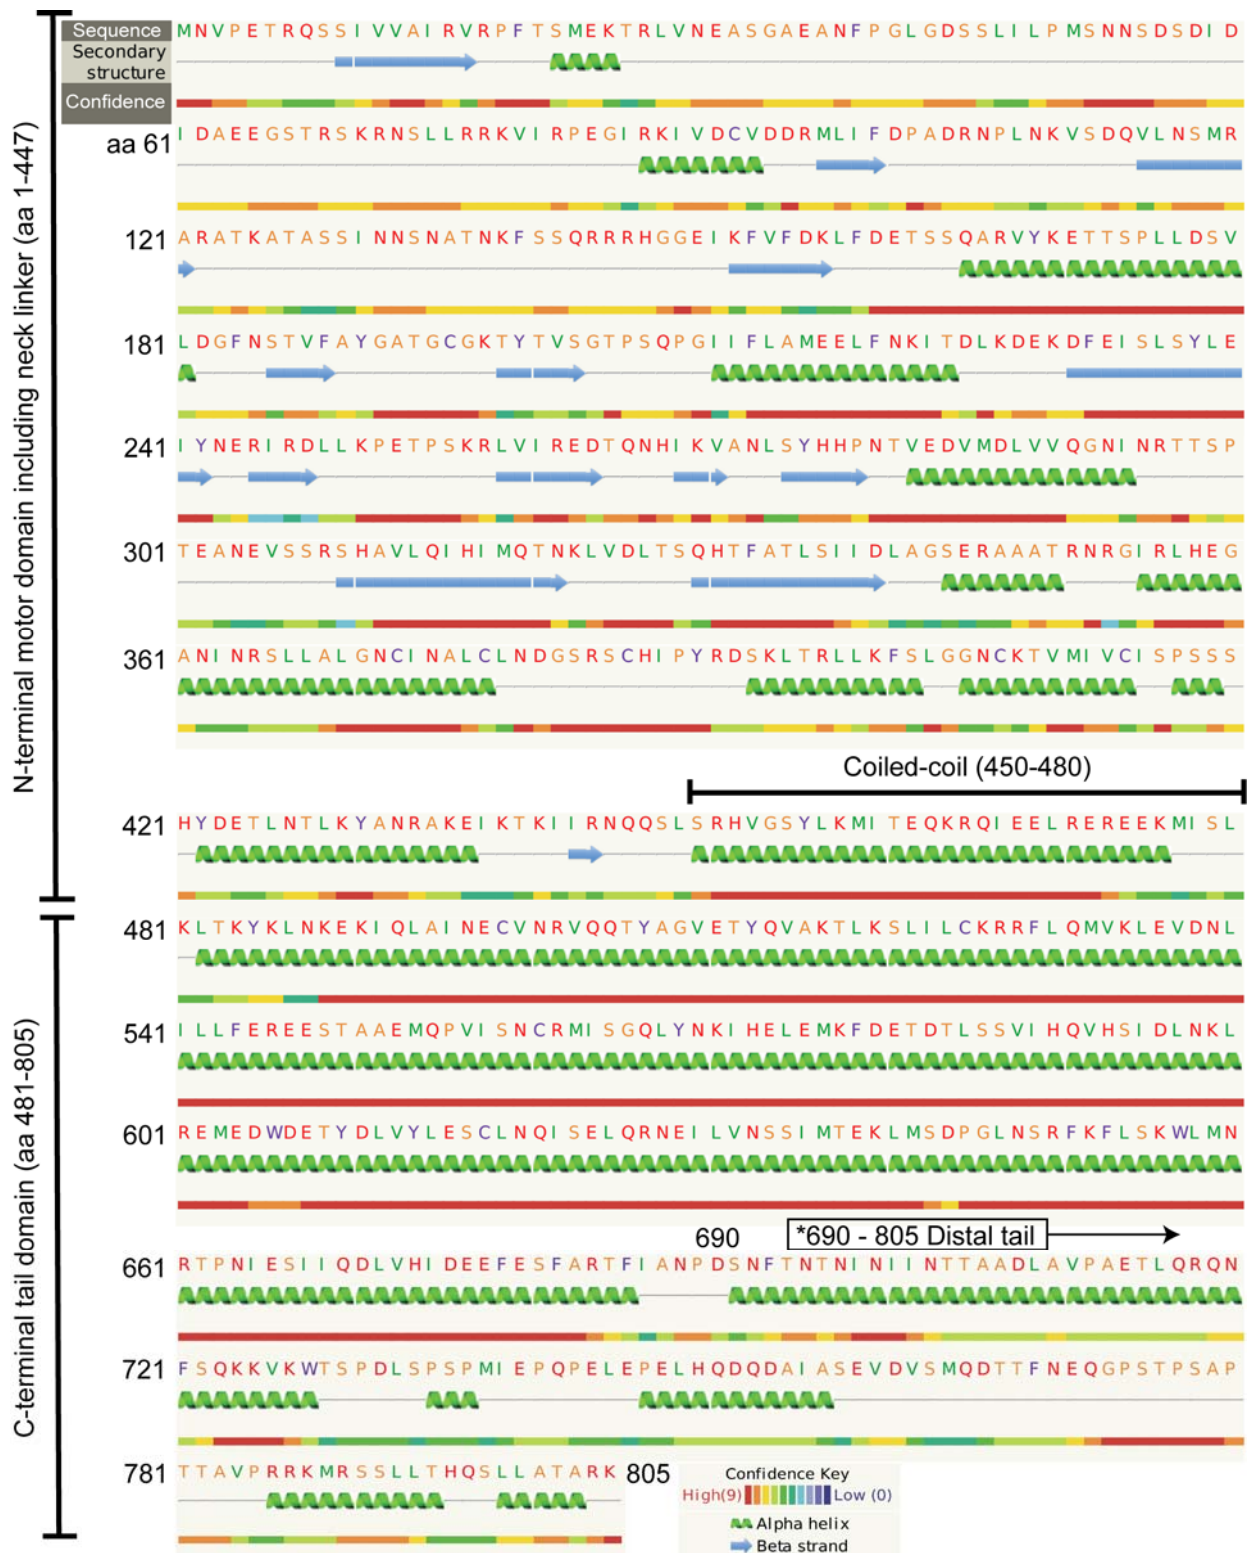 Sequence MNVPETRQSSIVVAIRVRPFTSMEKTRLVNEASGAEANFPGLGDSSLILPMSNNSDSDID
Secondary
structure
Confidence
aa 61 IDAEEGSTRSKRNSLLRRKVIRPEGIRKIVDCVDDRMLIFDPADRNPLNKVSDQVLNSMR
121 ARATKATASSINNSNATNKFSSQRRRHGGEIKFVFDKLFDETSSQARVYKETTSPLLDSV
181 LDGFNSTVFAYGATGCGKTYTVSGTPSQPGIIFLAMEELFNKITDLKDEKDFEISLSYLE
241 IYNERIRDLLKPETPSKRLVIREDTQNHIKVANLSYHHPNTVEDVMDLVVQGNINRTTSP
301 TEANEVSSRSHAVLQIHIMQTNKLVDLTSQHTFATLSIIDLAGSERAAATRNRGIRLHEG
361 ANINRSLLALGNCINALCLNDGSRSCHIPYRDSKLTRLLKFSLGGNCKTVMIVCISPSSS
Coiled-coil (450-480)
421 HYDETLNTLKYANRAKEIKTKIIRNQQSLSRHVGSYLKMITEQKRQIEELREREEKMISL
N-terminal motor domain including neck linker (aa 1-447)
481 KLTKYKLNKEKIQLAINECVNRVQQTYAGVETYQVAKTLKSLILCKRRFLQMVKLEVDNL
541 ILLFEREESTAAEMQPVISNCRMISGQLYNKIHELEMKFDETDTLSSVIHQVHSIDLNKL
601 REMEDWDETYDLVYLESCLNQISELQRNEILVNSSIMTEKLMSDPGLNSRFKFLSKWLMN
690 *690 - 805 Distal tail
661 RTPNIESIIQDLVHIDEEFESFARTFIANPDSNFTNTNINIINTTAADLAVPAETLQRQN
721 FSQKKVKWTSPDLSPSPMIEPQPELEPELHQDQDAIASEVDVSMQDTTFNEQGPSTPSAP
781 TTAVPRRKMRSSLLTHQSLLATARK 805
C-terminal tail domain (aa 481-805)
Confidence Key
High(9) Low (0)
Alpha helix
Beta strand